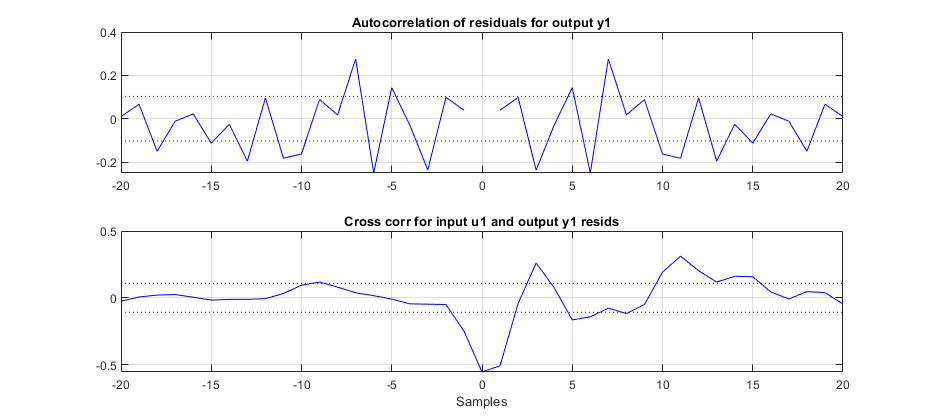 Autocorrelation of residuals for output y1
0.4
0.2
0
-0.2
-20 -15 -10 -5 0 5 10 15 20
Cross corr for input u1 and output y1 resids
0.5
0
-0.5
-20 -15 -10 -5 0 5 10 15 20
Samples